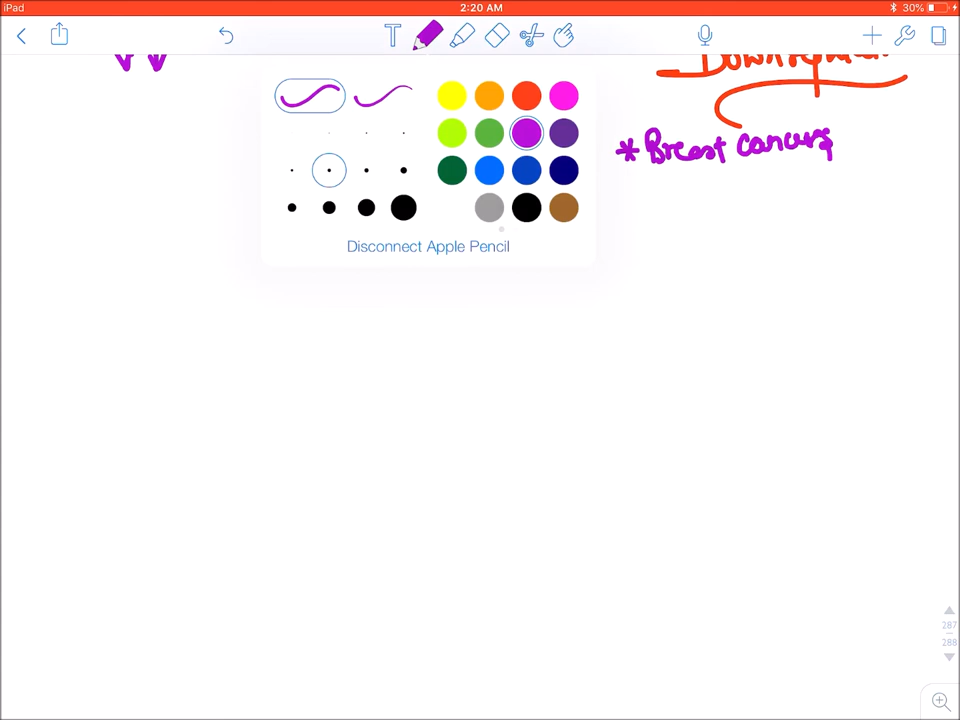 iPad 2:20 AM 30%
*Breast cancers
Disconnect Apple Pencil
287
288